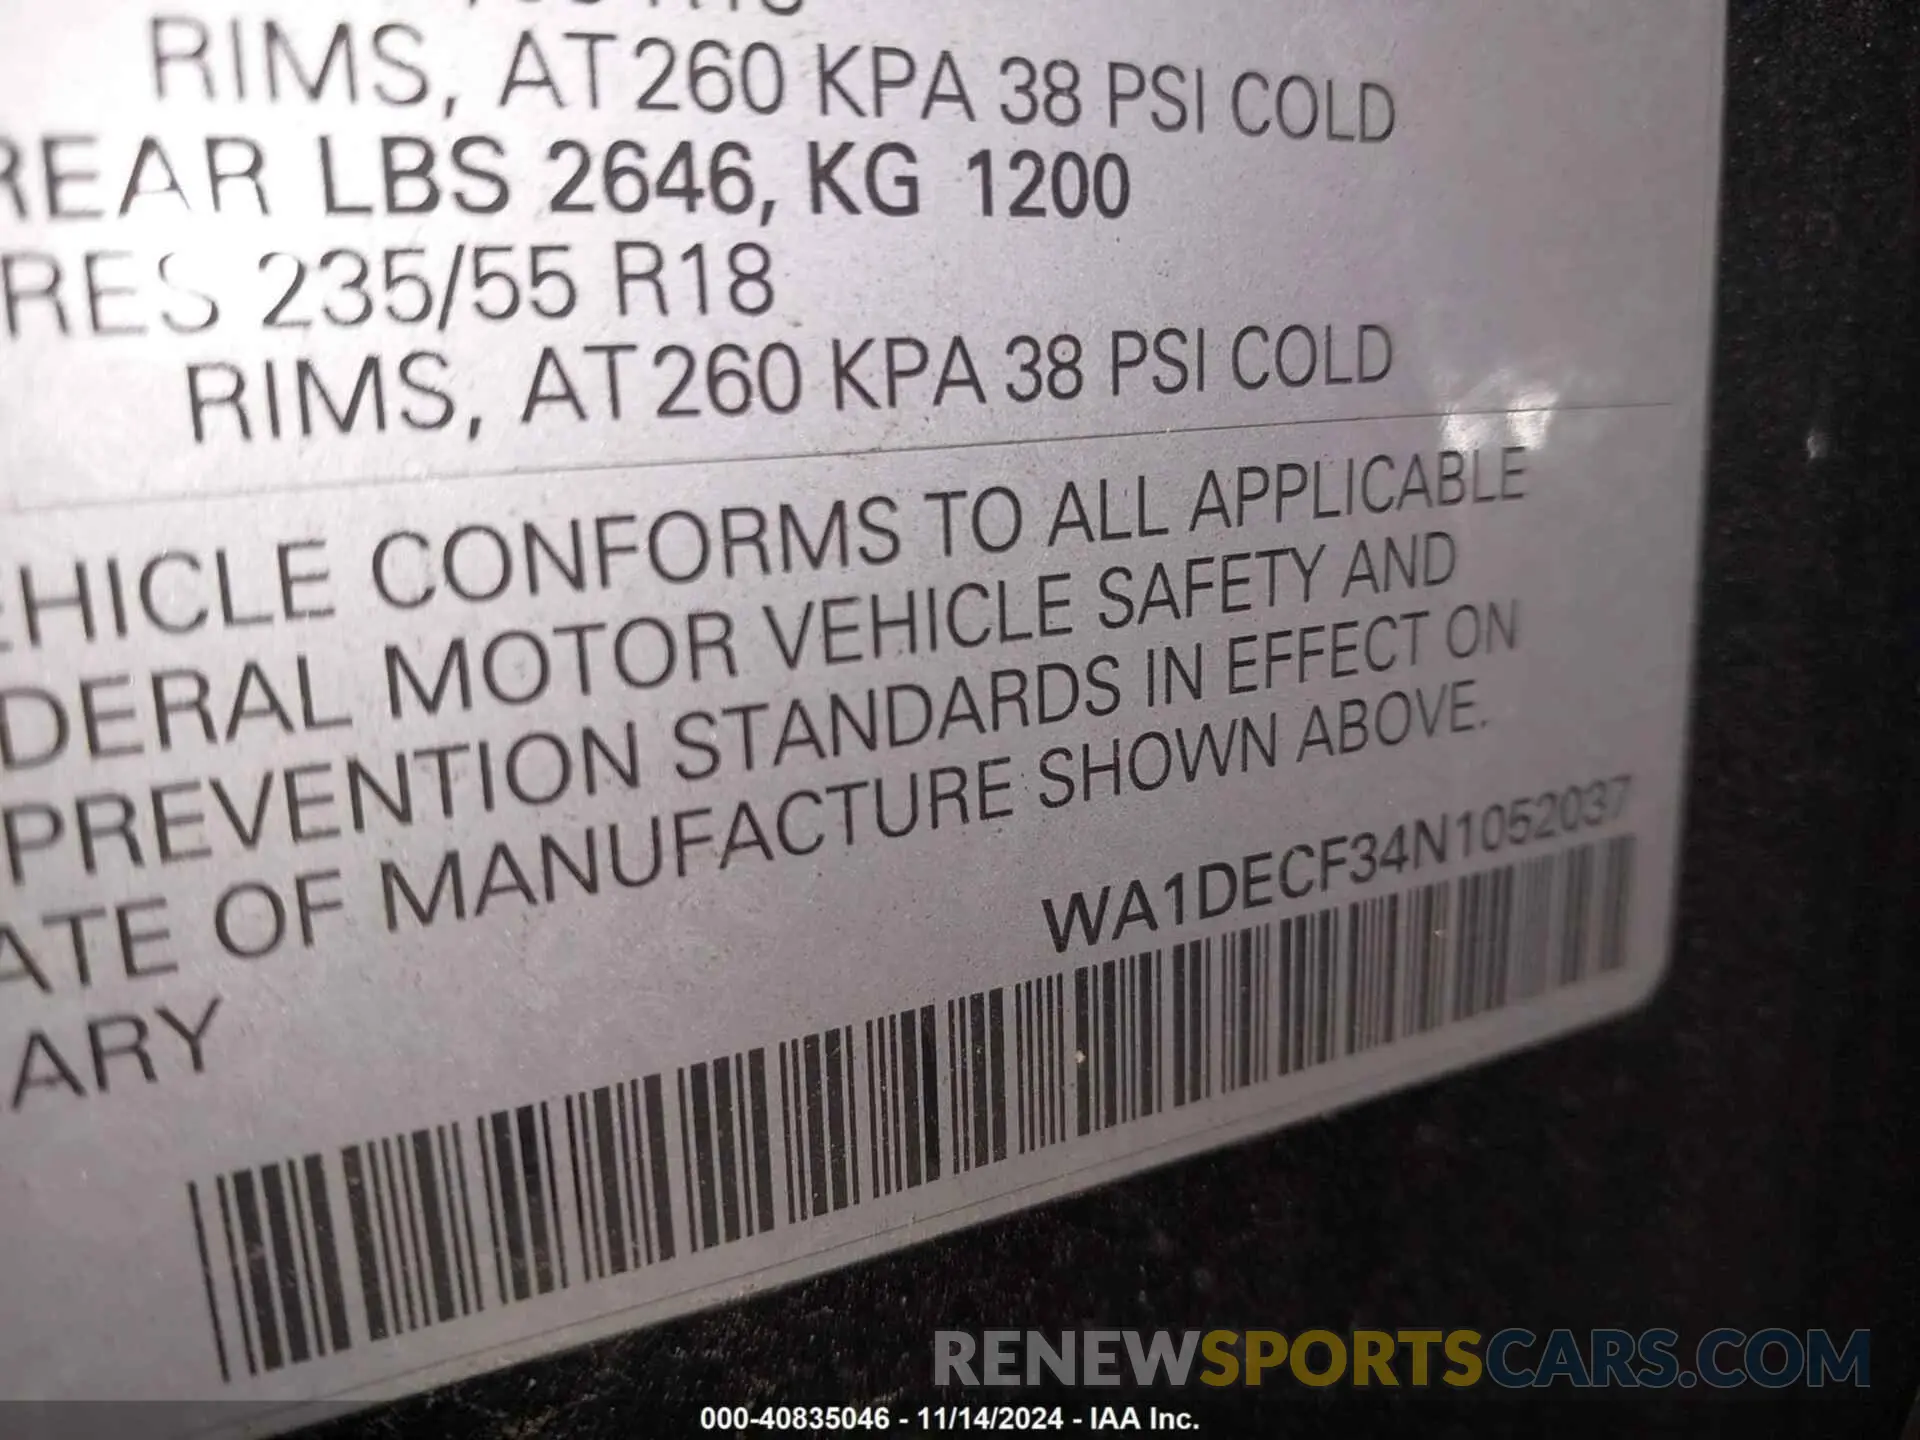 RIMS, AT 260 KPA 38 PSI COLD
REAR LBS 2646, KG 1200
RES 235/55 R18
RIMS, AT 260 KPA 38 PSI COLD
EHICLE CONFORMS TO ALL APPLICABLE
DERAL MOTOR VEHICLE SAFETY AND
PREVENTION STANDARDS IN EFFECT ON
ATE OF MANUFACTURE SHOWN ABOVE.
WA1DECF34N1052037
ARY
RENEWSPORTSCARS.COM
000-40835046 - 11/14/2024 - IAA Inc.